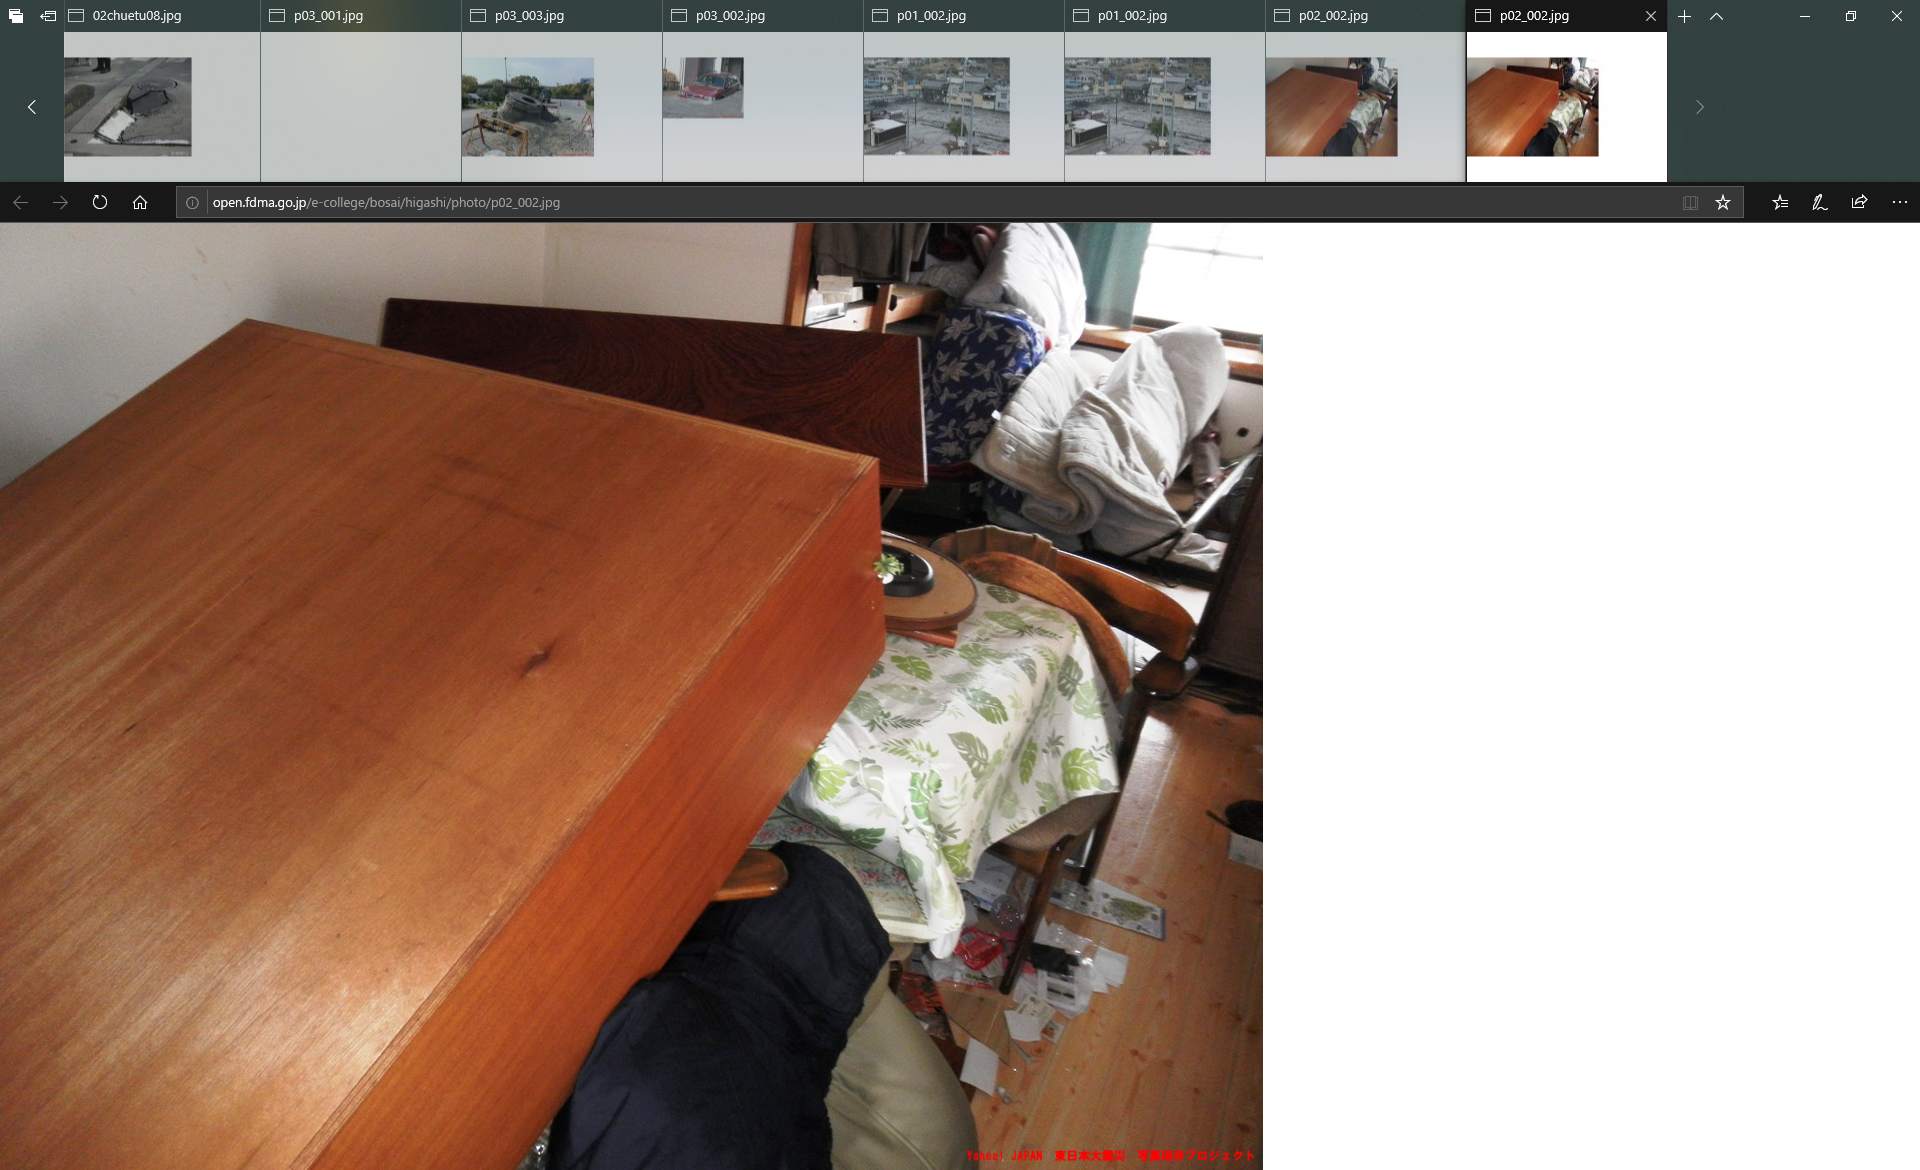 02chuetu08.jpg
p03_001.jpg
p03_003.jpg
p03_002.jpg
p01_002.jpg
p01_002.jpg
p02_002.jpg
p02_002.jpg
open.fdma.go.jp/e-college/bosai/higashi/photo/p02_002.jpg
Yahoo! JAPAN 東日本大震災 写真保存プロジェクト